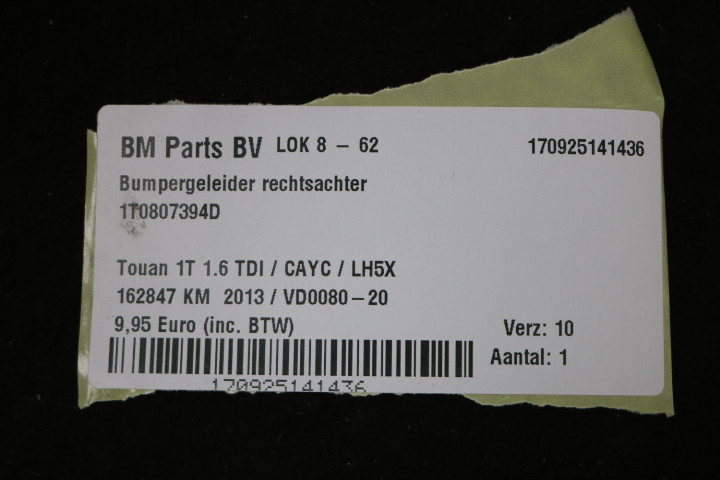 BM Parts BV LOK 8 – 62 170925141436
Bumpergeleider rechtsachter
1T0807394D
Touan 1T 1.6 TDI / CAYC / LH5X
162847 KM 2013 / VD0080-20
9,95 Euro (inc. BTW) Verz: 10
Aantal: 1
170925141436